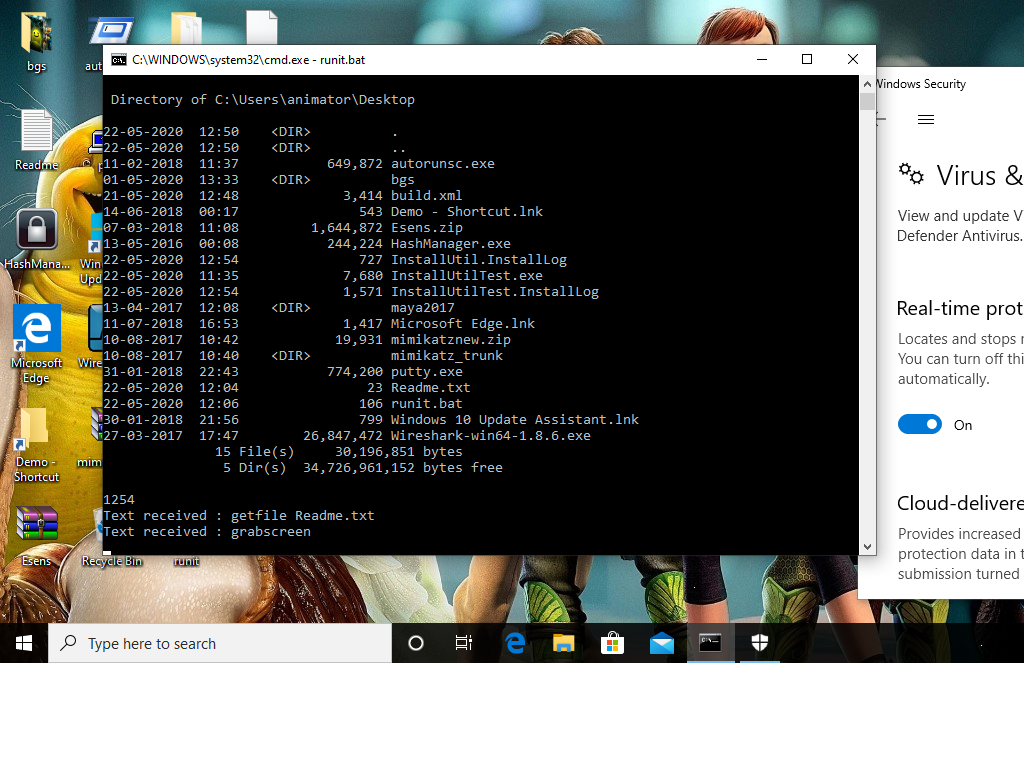 bgs
aut
C:\WINDOWS\system32\cmd.exe - runit.bat
Directory of C:\Users\animator\Desktop
22-05-2020 12:50 <DIR> .
22-05-2020 12:50 <DIR> ..
11-02-2018 11:37 649,872 autorunsc.exe
01-05-2020 13:33 <DIR> bgs
21-05-2020 12:48 3,414 build.xml
14-06-2018 00:17 543 Demo - Shortcut.lnk
07-03-2018 11:08 1,644,872 Esens.zip
13-05-2016 00:08 244,224 HashManager.exe
22-05-2020 12:54 727 InstallUtil.InstallLog
22-05-2020 11:35 7,680 InstallUtilTest.exe
22-05-2020 12:54 1,571 InstallUtilTest.InstallLog
13-04-2017 12:08 <DIR> maya2017
11-07-2018 16:53 1,417 Microsoft Edge.lnk
10-08-2017 10:42 19,931 mimikatznew.zip
10-08-2017 10:40 <DIR> mimikatz_trunk
31-01-2018 22:43 774,200 putty.exe
22-05-2020 12:04 23 Readme.txt
22-05-2020 12:06 106 runit.bat
30-01-2018 21:56 799 Windows 10 Update Assistant.lnk
27-03-2017 17:47 26,847,472 Wireshark-win64-1.8.6.exe
15 File(s) 30,196,851 bytes
5 Dir(s) 34,726,961,152 bytes free
1254
Text received : getfile Readme.txt
Text received : grabscreen
Windows Security
Virus &
View and update V
Defender Antivirus.
Real-time prot
Locates and stops
You can turn off thi
automatically.
On
Cloud-delivere
Provides increased
protection data in t
submission turned
Readme
HashMana...
Win
Upd
Microsoft
Edge
Wire
Demo -
Shortcut
mim
Esens
Recycle Bin
runit
Type here to search